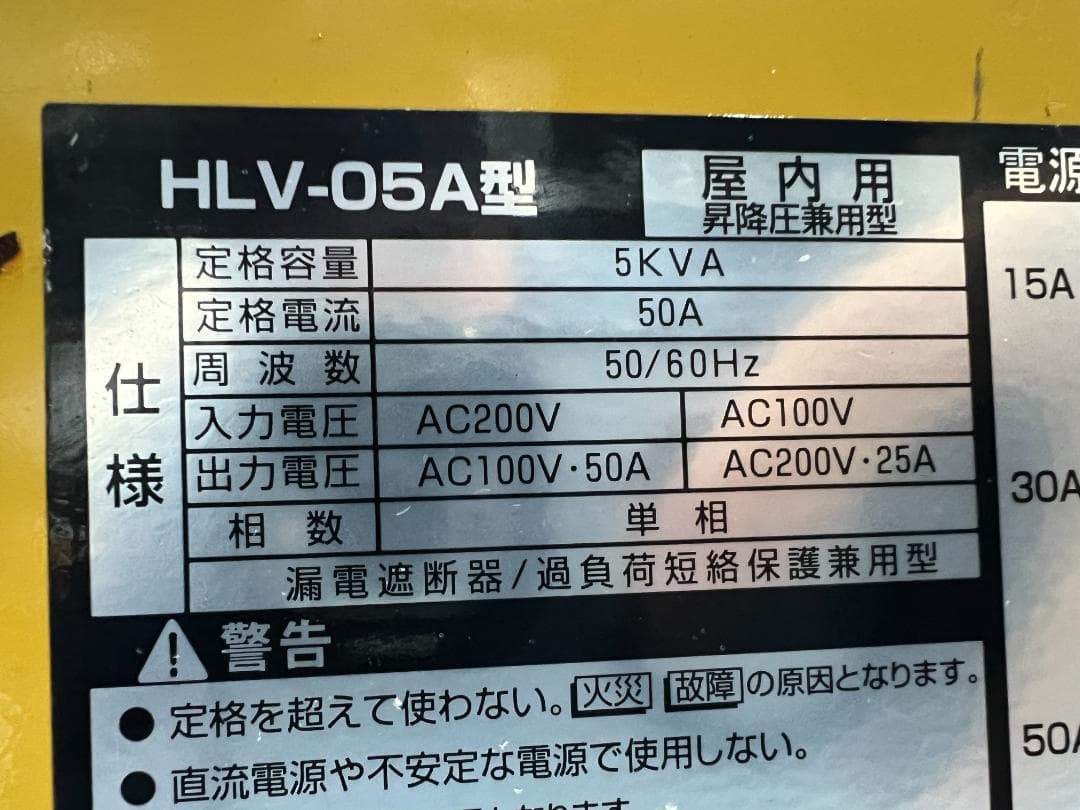 HLV-05A型
屋内用
昇降圧兼用型
仕様
定格容量 5KVA
定格電流 50A
周波数 50/60Hz
入力電圧 AC200V AC100V
出力電圧 AC100V・50A AC200V・25A
相数 単相
漏電遮断器/過負荷短絡保護兼用型
警告
●定格を超えて使わない。火災 故障の原因となります。
●直流電源や不安定な電源で使用しない。
電源
15A
30A
50A